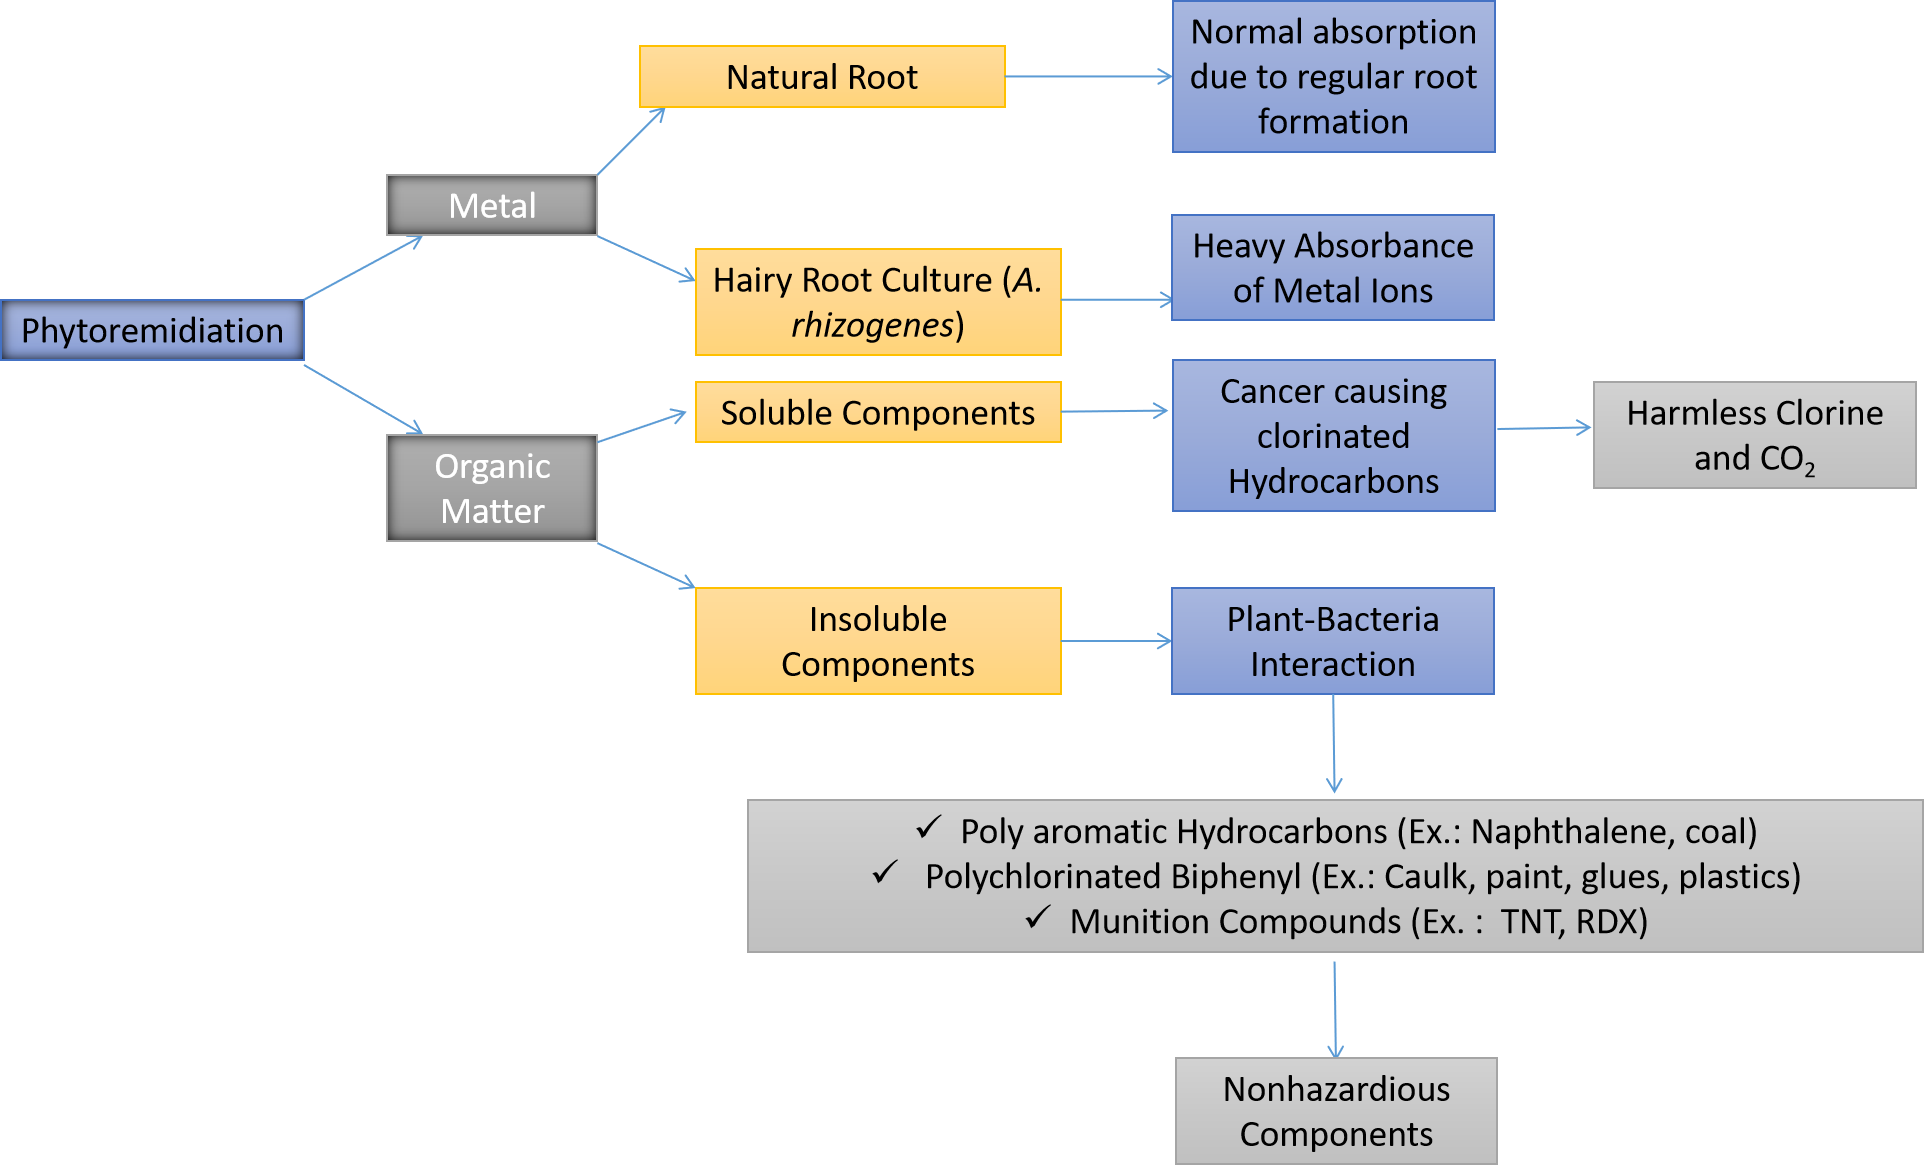 Phytoremidiation
Metal
Natural Root
Normal absorption
due to regular root
formation
Hairy Root Culture (A.
rhizogenes)
Heavy Absorbance
of Metal Ions
Organic
Matter
Soluble Components
Cancer causing
clorinated
Hydrocarbons
Harmless Clorine
and CO₂
Insoluble
Components
Plant-Bacteria
Interaction
✓ Poly aromatic Hydrocarbons (Ex.: Naphthalene, coal)
✓ Polychlorinated Biphenyl (Ex.: Caulk, paint, glues, plastics)
✓ Munition Compounds (Ex. : TNT, RDX)
Nonhazardious
Components